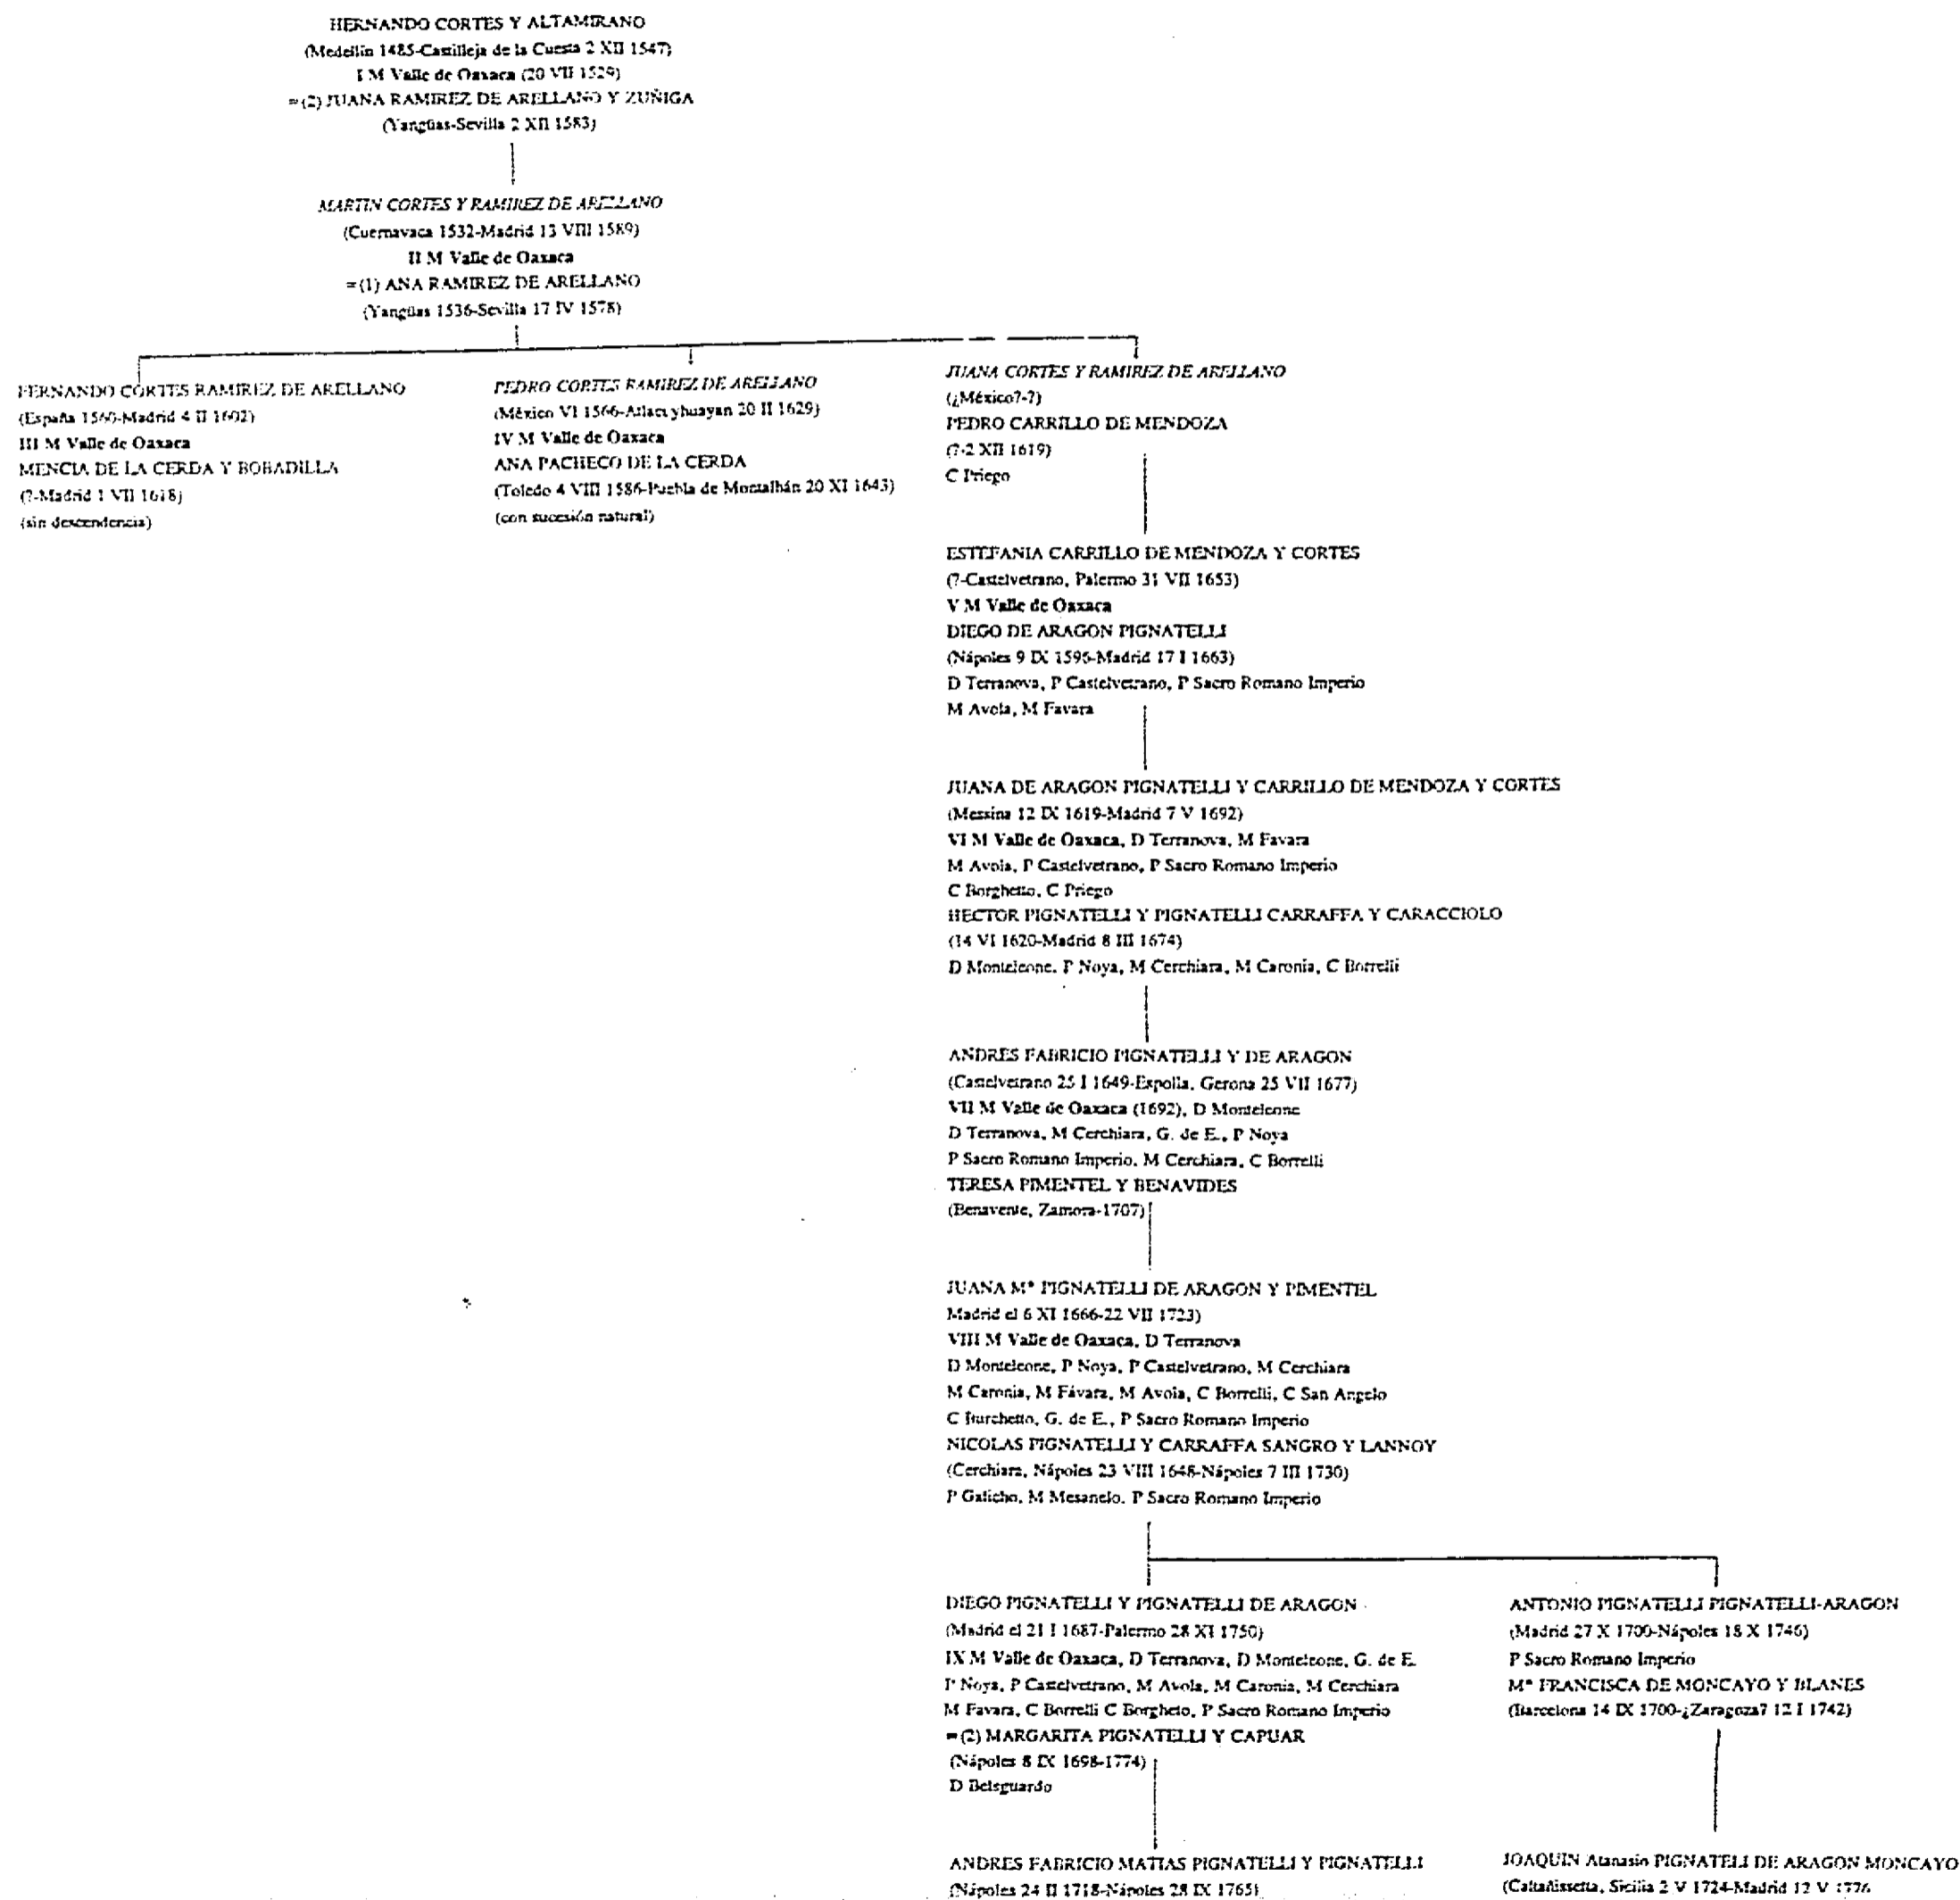 HERNANDO CORTES Y ALTAMIRANO
(Medellín 1485-Castilleja de la Cuesta 2 XII 1547)
I M Valle de Oaxaca (20 VII 1529)
=(2) JUANA RAMIREZ DE ARELLANO Y ZUÑIGA
(Yangüas-Sevilla 2 XII 1583)
MARTIN CORTES Y RAMIREZ DE ARELLANO
(Cuernavaca 1532-Madrid 13 VIII 1589)
II M Valle de Oaxaca
=(1) ANA RAMIREZ DE ARELLANO
(Yangüas 1536-Sevilla 17 IV 1578)
FERNANDO CORTES RAMIREZ DE ARELLANO
(España 1560-Madrid 4 II 1602)
III M Valle de Oaxaca
MENCIA DE LA CERDA Y BOBADILLA
(?-Madrid 1 VII 1618)
(sin descendencia)
PEDRO CORTES RAMIREZ DE ARELLANO
(México VI 1566-Atlacuyhuayan 20 II 1629)
IV M Valle de Oaxaca
ANA PACHECO DE LA CERDA
(Toledo 4 VIII 1586-Puebla de Montalbán 20 XI 1643)
(con sucesión natural)
JUANA CORTES Y RAMIREZ DE ARELLANO
(¿México?-?)
PEDRO CARRILLO DE MENDOZA
(?-2 XII 1619)
C Priego
ESTEFANIA CARRILLO DE MENDOZA Y CORTES
(?-Castelvetrano, Palermo 31 VII 1653)
V M Valle de Oaxaca
DIEGO DE ARAGON PIGNATELLI
(Nápoles 9 IX 1596-Madrid 17 I 1663)
D Terranova, P Castelvetrano, P Sacro Romano Imperio
M Avola, M Favara
JUANA DE ARAGON PIGNATELLI Y CARRILLO DE MENDOZA Y CORTES
(Messina 12 IX 1619-Madrid 7 V 1692)
VI M Valle de Oaxaca, D Terranova, M Favara
M Avola, P Castelvetrano, P Sacro Romano Imperio
C Borghetto, C Priego
HECTOR PIGNATELLI Y PIGNATELLI CARRAFFA Y CARACCIOLO
(14 VI 1620-Madrid 8 III 1674)
D Monteleone, P Noya, M Cerchiara, M Caronia, C Borrelli
ANDRES FABRICIO PIGNATELLI Y DE ARAGON
(Castelvetrano 25 I 1649-Espolla, Gerona 25 VII 1677)
VII M Valle de Oaxaca (1692), D Monteleone
D Terranova, M Cerchiara, G. de E., P Noya
P Sacro Romano Imperio, M Cerchiara, C Borrelli
TERESA PIMENTEL Y BENAVIDES
(Benavente, Zamora-1707)
JUANA Mª PIGNATELLI DE ARAGON Y PIMENTEL
Madrid el 6 XI 1666-22 VII 1723)
VIII M Valle de Oaxaca, D Terranova
D Monteleone, P Noya, P Castelvetrano, M Cerchiara
M Caronia, M Fávara, M Avola, C Borrelli, C San Angelo
C Burchetto, G. de E., P Sacro Romano Imperio
NICOLAS PIGNATELLI Y CARRAFFA SANGRO Y LANNOY
(Cerchiara, Nápoles 23 VIII 1648-Nápoles 7 III 1730)
P Galicho, M Mesanelo, P Sacro Romano Imperio
DIEGO PIGNATELLI Y PIGNATELLI DE ARAGON
(Madrid el 21 I 1687-Palermo 28 XI 1750)
IX M Valle de Oaxaca, D Terranova, D Monteleone, G. de E.
P Noya, P Castelvetrano, M Avola, M Caronia, M Cerchiara
M Favara, C Borrelli C Borgheto, P Sacro Romano Imperio
=(2) MARGARITA PIGNATELLI Y CAPUAR
(Nápoles 8 IX 1698-1774)
D Belsguardo
ANTONIO PIGNATELLI PIGNATELLI-ARAGON
(Madrid 27 X 1700-Nápoles 18 X 1746)
P Sacro Romano Imperio
Mª FRANCISCA DE MONCAYO Y BLANES
(Barcelona 14 IX 1700-¿Zaragoza? 12 I 1742)
ANDRES FABRICIO MATIAS PIGNATELLI Y PIGNATELLI
(Nápoles 24 II 1718-Nápoles 28 IX 1765)
JOAQUIN Atanasio PIGNATELI DE ARAGON MONCAYO
(Caltañissetta, Sicilia 2 V 1724-Madrid 12 V 1776